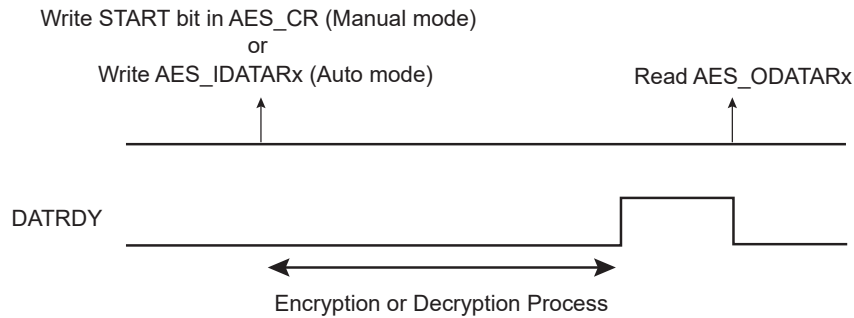 Write START bit in AES_CR (Manual mode)
or
Write AES_IDATARx (Auto mode)
Read AES_ODATARx
DATRDY
Encryption or Decryption Process